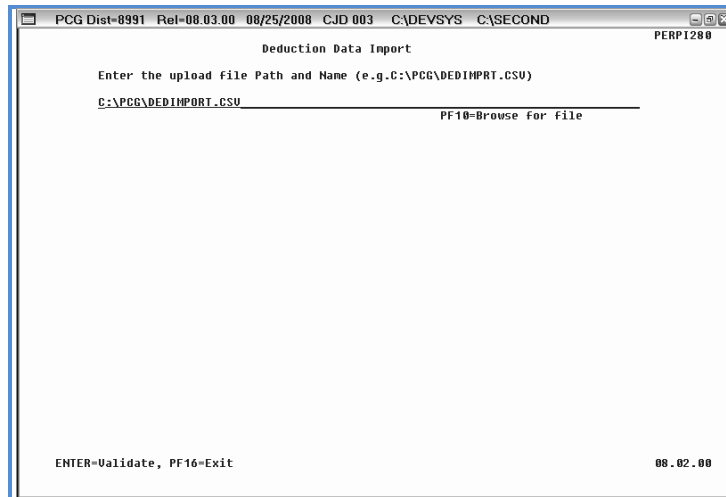 PCG Dist=8991 Rel=08.03.00 08/25/2008 CJD 003 C:\DEVSYS C:\SECOND
PERPI280
Deduction Data Import
Enter the upload file Path and Name (e.g.C:\PCG\DEDIMPRT.CSV)
C:\PCG\DEDIMPORT.CSV
PF10=Browse for file
ENTER=Validate, PF16=Exit 08.02.00